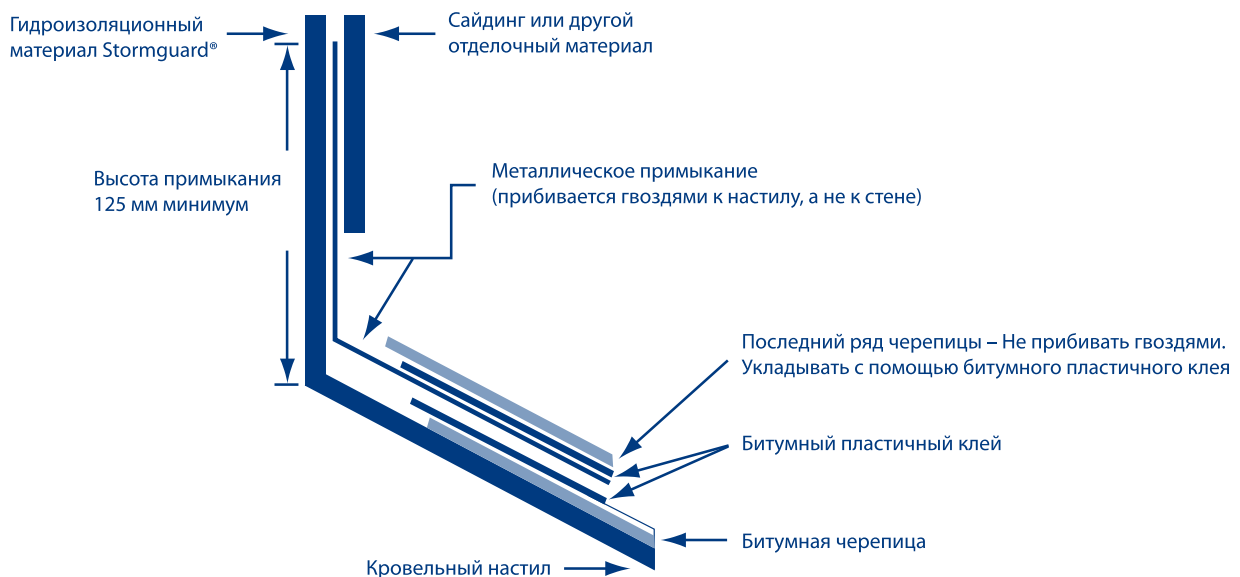 Гидроизоляционный
материал Stormguard®
Сайдинг или другой
отделочный материал
Высота примыкания
125 мм минимум
Металлическое примыкание
(прибивается гвоздями к настилу, а не к стене)
Последний ряд черепицы – Не прибивать гвоздями.
Укладывать с помощью битумного пластичного клея
Битумный пластичный клей
Битумная черепица
Кровельный настил